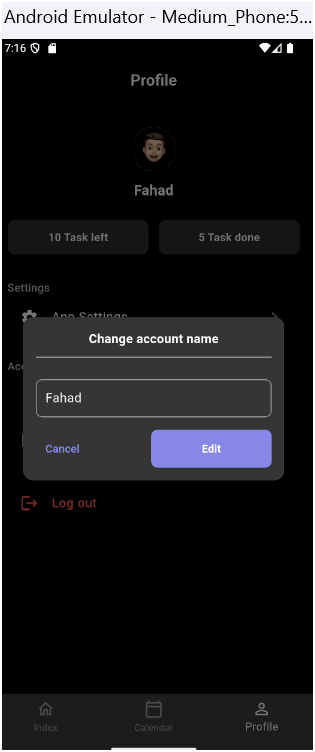 Android Emulator - Medium_Phone:5...
7:16
Profile
Fahad
10 Task left
5 Task done
Settings
App Settings
Acc
Change account name
Fahad
Cancel
Edit
Log out
Index
Calendar
Profile